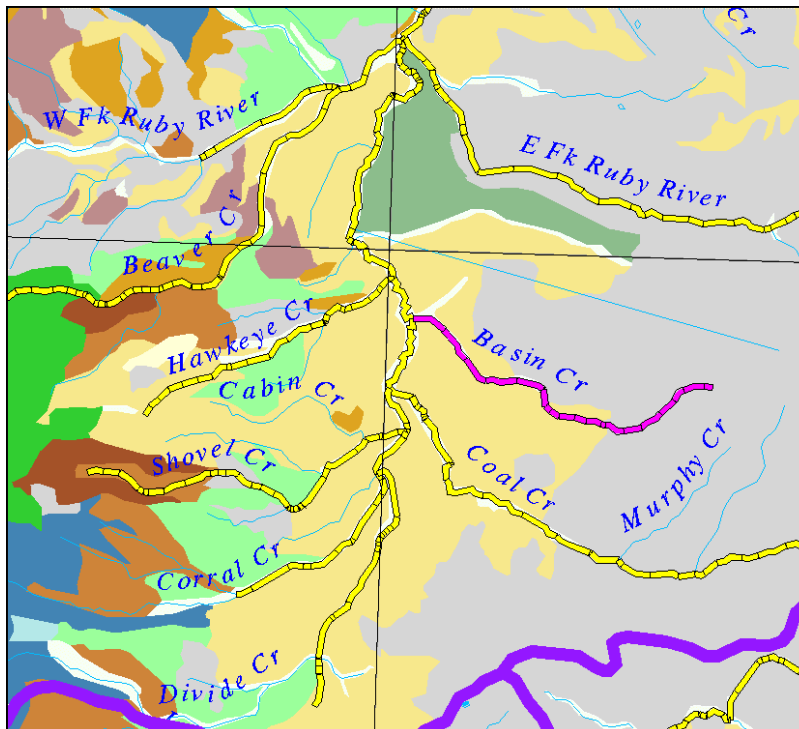 Cr
W Fk Ruby River
E Fk Ruby River
Beaver Cr
Hawkeye Cr
Basin Cr
Cabin Cr
Shovel Cr
Coal Cr
Murphy Cr
Corral Cr
Divide Cr